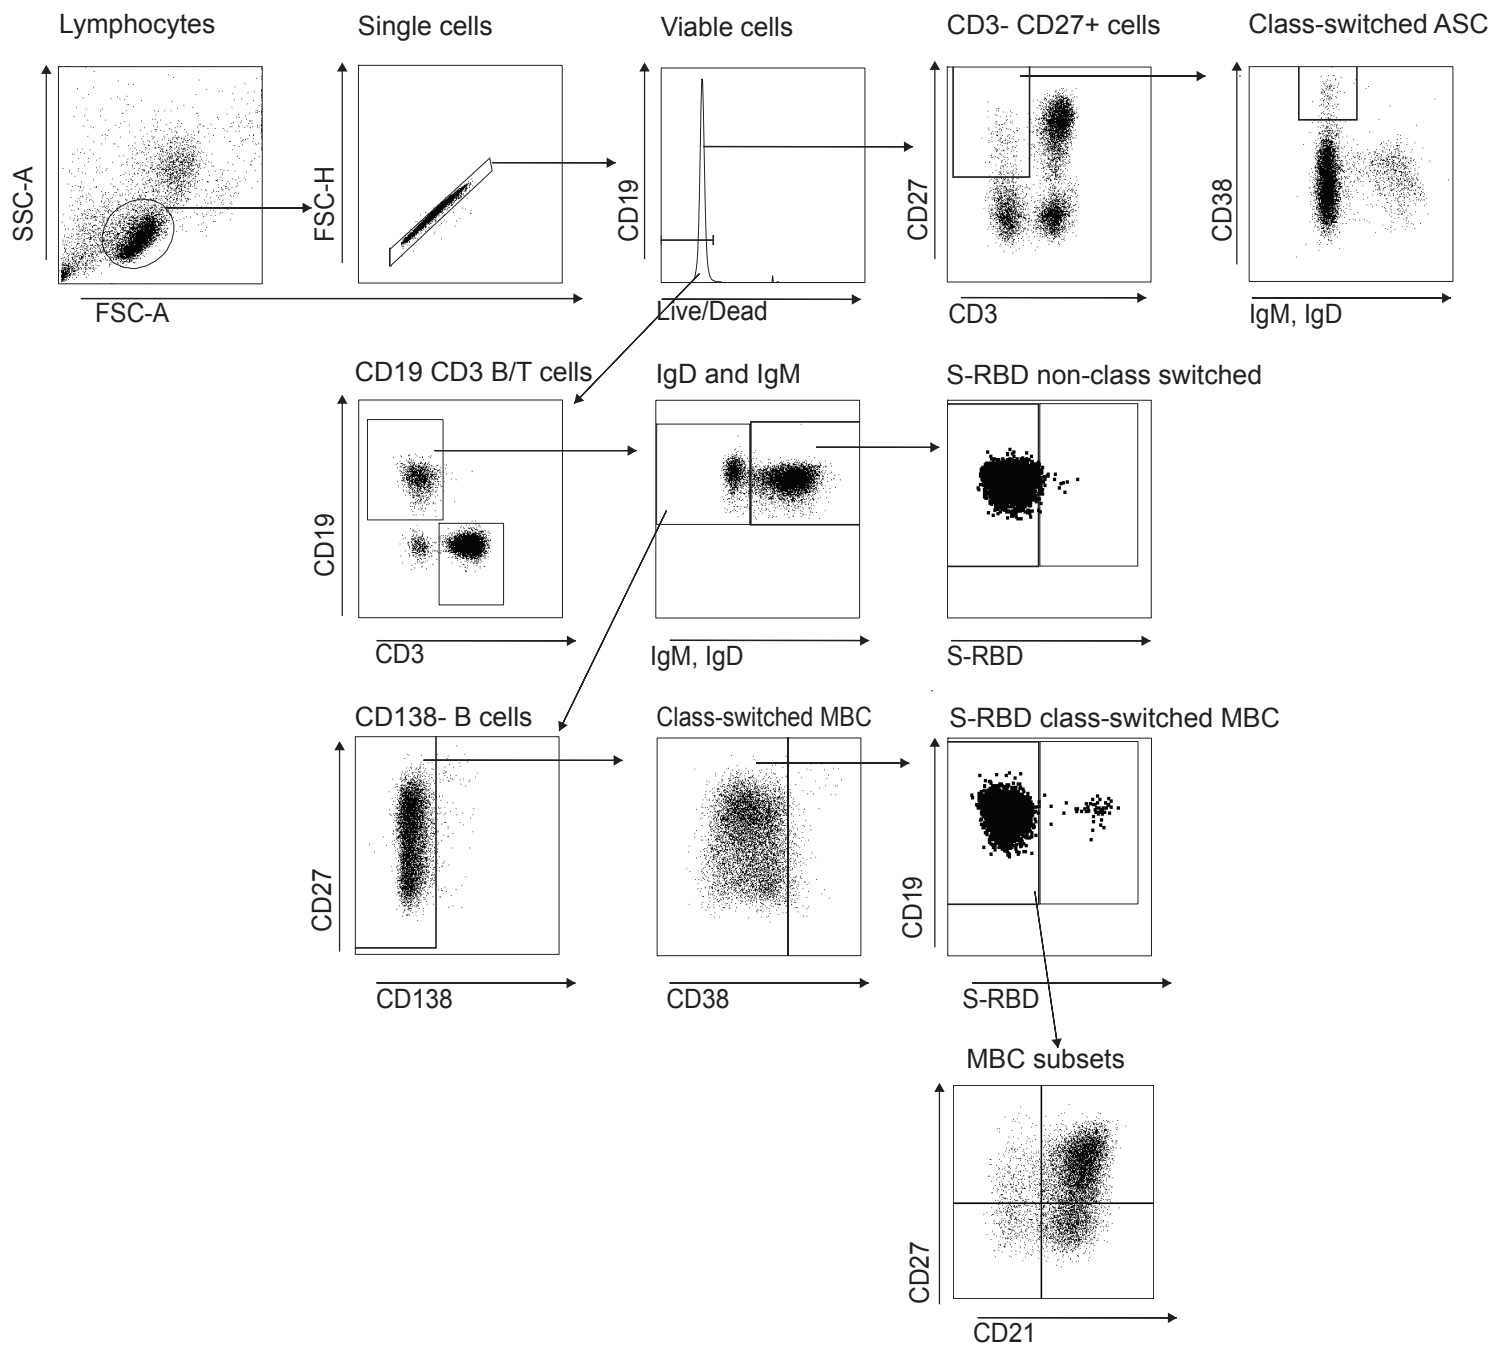 Lymphocytes
Single cells
Viable cells
CD3- CD27+ cells
Class-switched ASC
SSC-A
FSC-H
CD19
CD27
CD38
FSC-A
Live/Dead
CD3
IgM, IgD
CD19 CD3 B/T cells
IgD and IgM
S-RBD non-class switched
CD19
CD3
IgM, IgD
S-RBD
CD138- B cells
Class-switched MBC
S-RBD class-switched MBC
CD27
CD19
CD138
CD38
S-RBD
MBC subsets
CD27
CD21